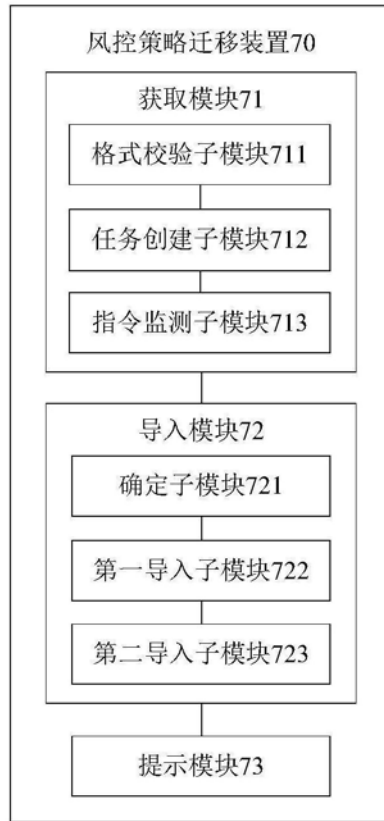 风控策略迁移装置70
获取模块71
格式校验子模块711
任务创建子模块712
指令监测子模块713
导入模块72
确定子模块721
第一导入子模块722
第二导入子模块723
提示模块73